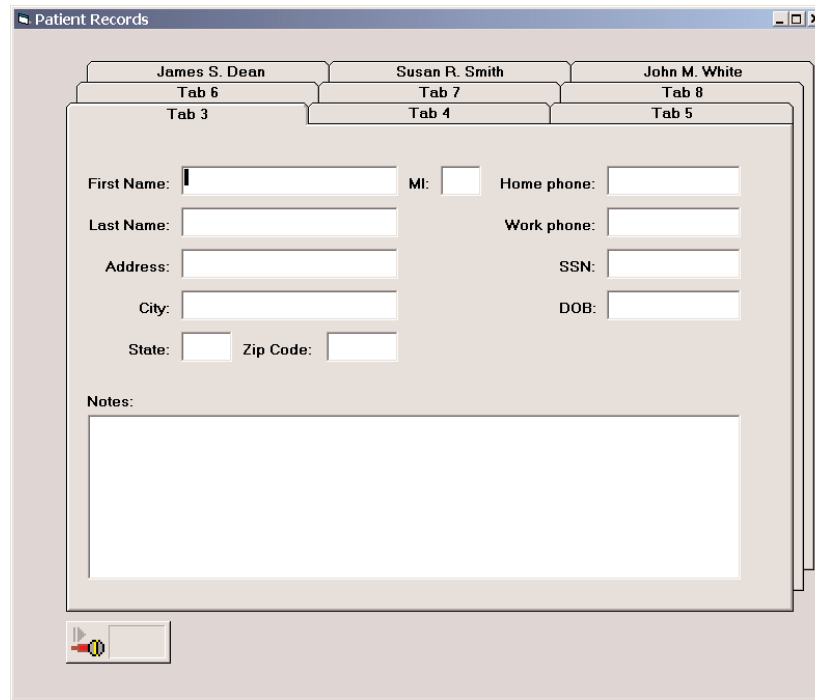 Patient Records
James S. Dean Susan R. Smith John M. White
Tab 6 Tab 7 Tab 8
Tab 3 Tab 4 Tab 5
First Name: MI: Home phone:
Last Name: Work phone:
Address: SSN:
City: DOB:
State: Zip Code:
Notes: